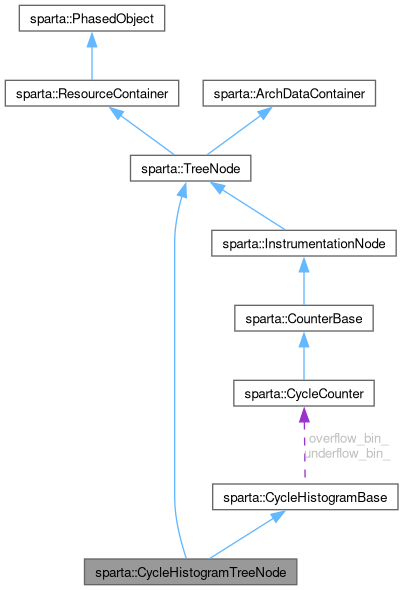 sparta::PhasedObject
sparta::ResourceContainer
sparta::ArchDataContainer
sparta::TreeNode
sparta::InstrumentationNode
sparta::CounterBase
sparta::CycleCounter
overflow_bin_
underflow_bin_
sparta::CycleHistogramBase
sparta::CycleHistogramTreeNode